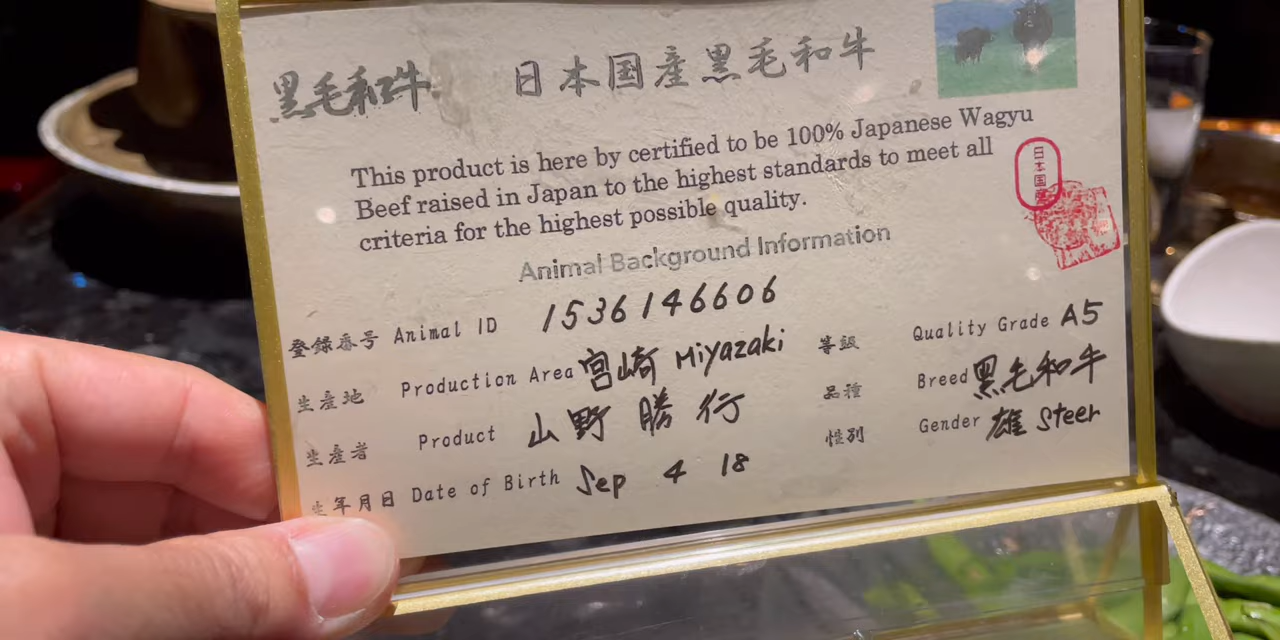 黒毛和牛 日本国産黒毛和牛
This product is here by certified to be 100% Japanese Wagyu
Beef raised in Japan to the highest standards to meet all
criteria for the highest possible quality.
日本国
Animal Background Information
登録番号 Animal ID 1536146606
生産地 Production Area 宮崎 Miyazaki
等級 Quality Grade A5
生産者 Product 山野 勝行
品種 Breed 黒毛和牛
生年月日 Date of Birth Sep 4 18
性別 Gender 雄 Steer